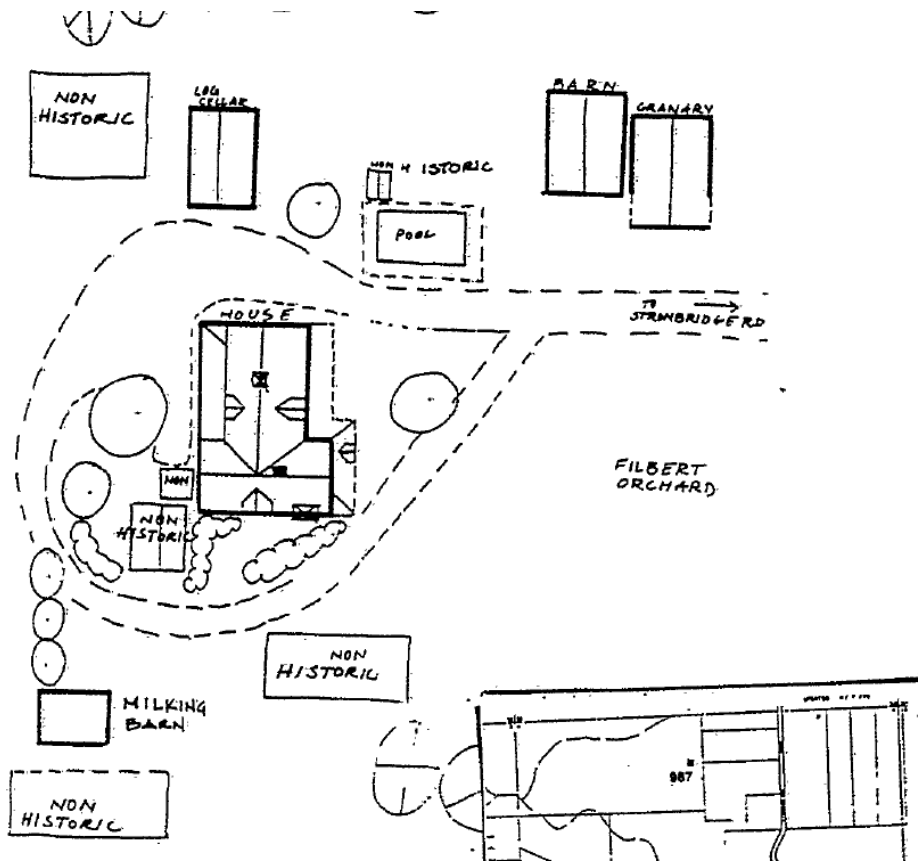 NON
HISTORIC
LOG
CELLAR
BARN
GRANARY
NON HISTORIC
POOL
TO
STRONBRIDGE RD
HOUSE
FILBERT
ORCHARD
NON
NON
HISTORIC
NON
HISTORIC
MILKING
BARN
NON
HISTORIC
987